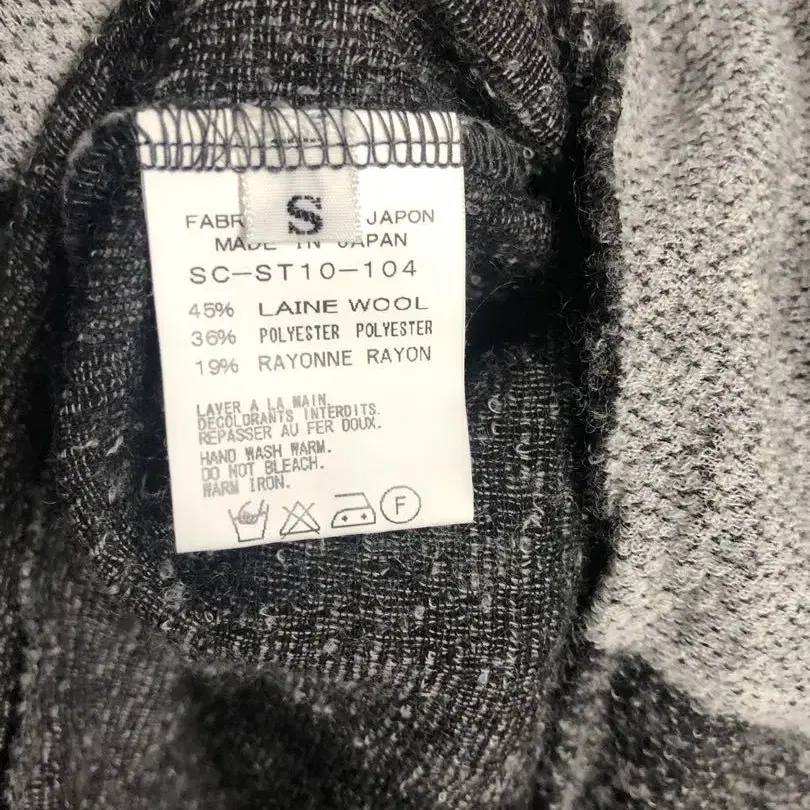 S
FABR JAPON
MADE IN JAPAN
SC-ST10-104
45% LAINE WOOL
36% POLYESTER POLYESTER
19% RAYONNE RAYON
LAVER A LA MAIN.
DECOLORANTS INTERDITS.
REPASSER AU FER DOUX.
HAND WASH WARM.
DO NOT BLEACH.
WARM IRON.
F